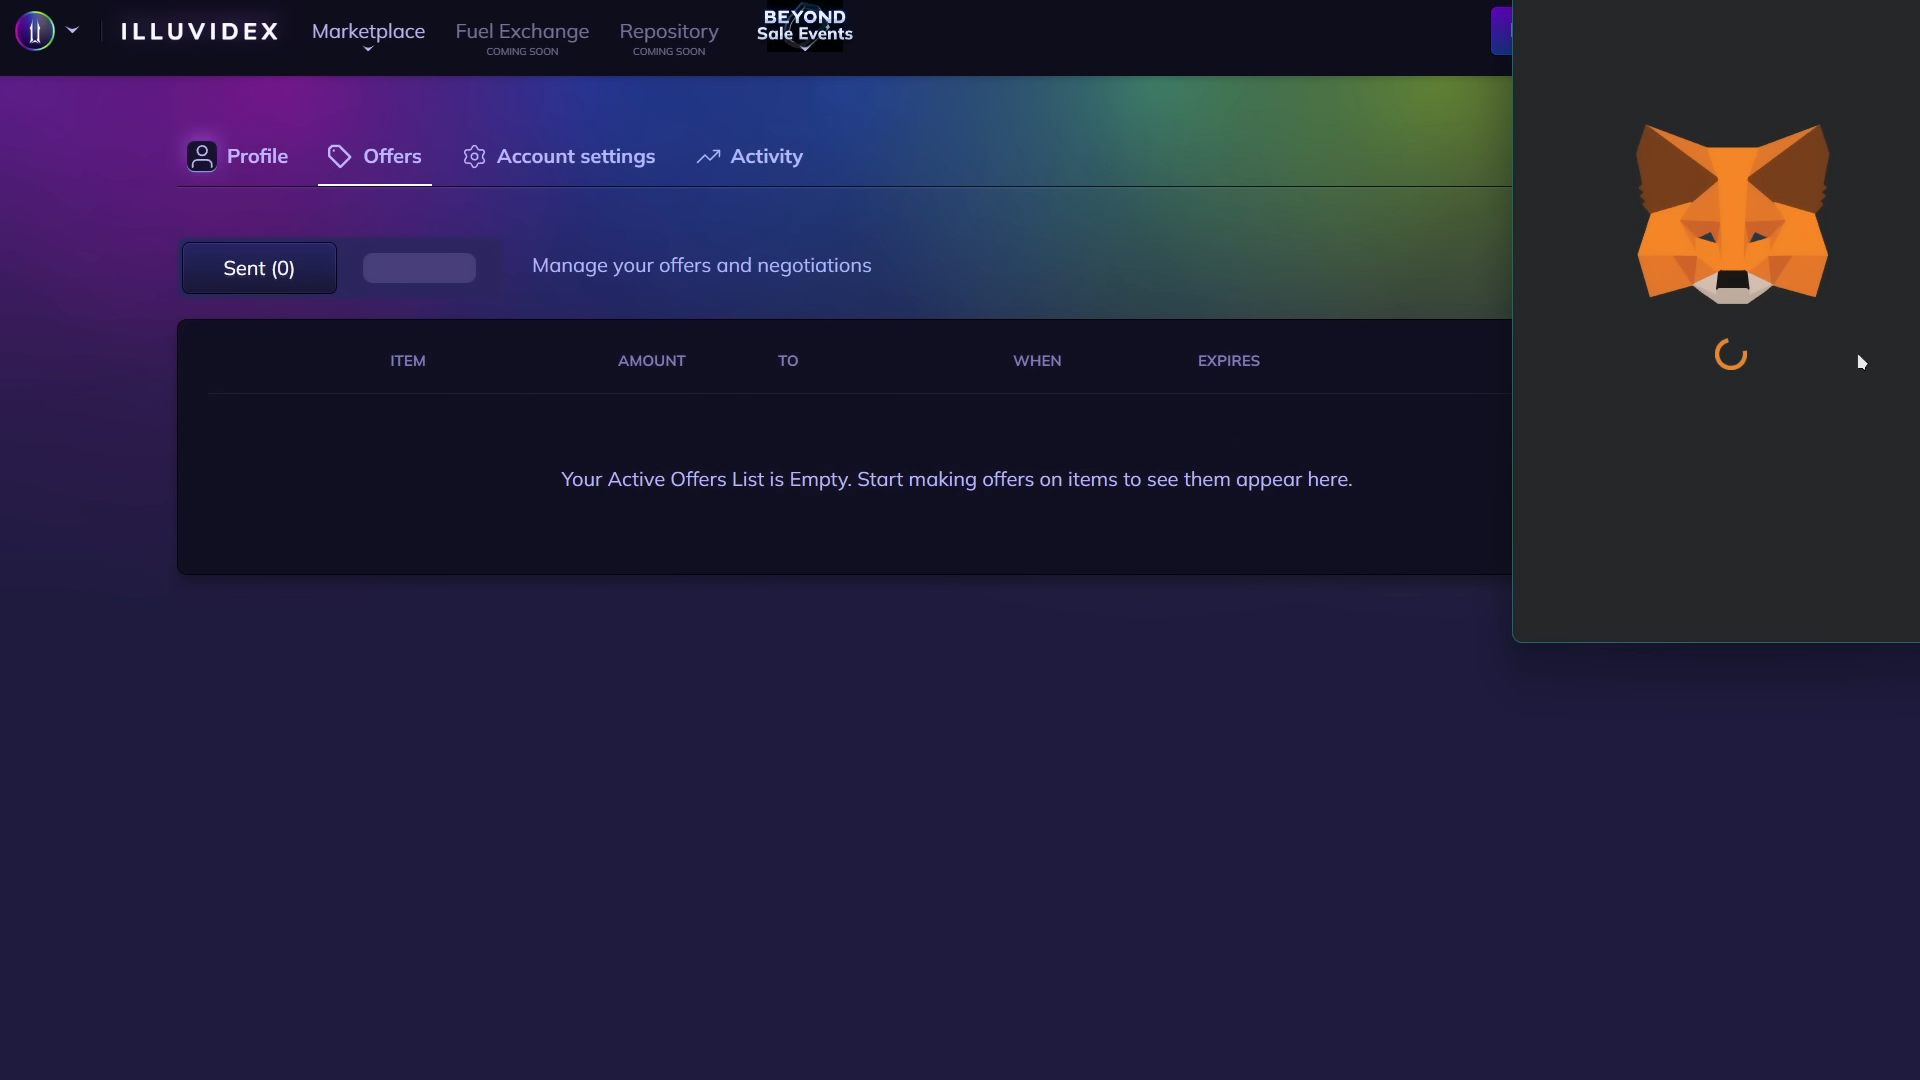 ILLUVIDEX
Marketplace
Fuel Exchange
COMING SOON
Repository
COMING SOON
BEYOND
Sale Events
Profile
Offers
Account settings
Activity
Sent (0)
Manage your offers and negotiations
ITEM AMOUNT TO WHEN EXPIRES
Your Active Offers List is Empty. Start making offers on items to see them appear here.